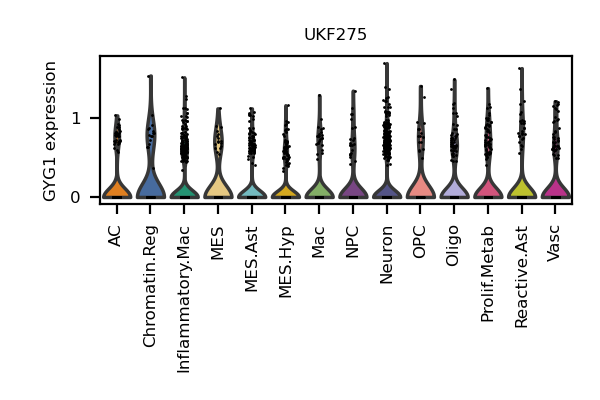 UKF275
GYG1 expression
1
0
AC
Chromatin.Reg
Inflammatory.Mac
MES
MES.Ast
MES.Hyp
Mac
NPC
Neuron
OPC
Oligo
Prolif.Metab
Reactive.Ast
Vasc